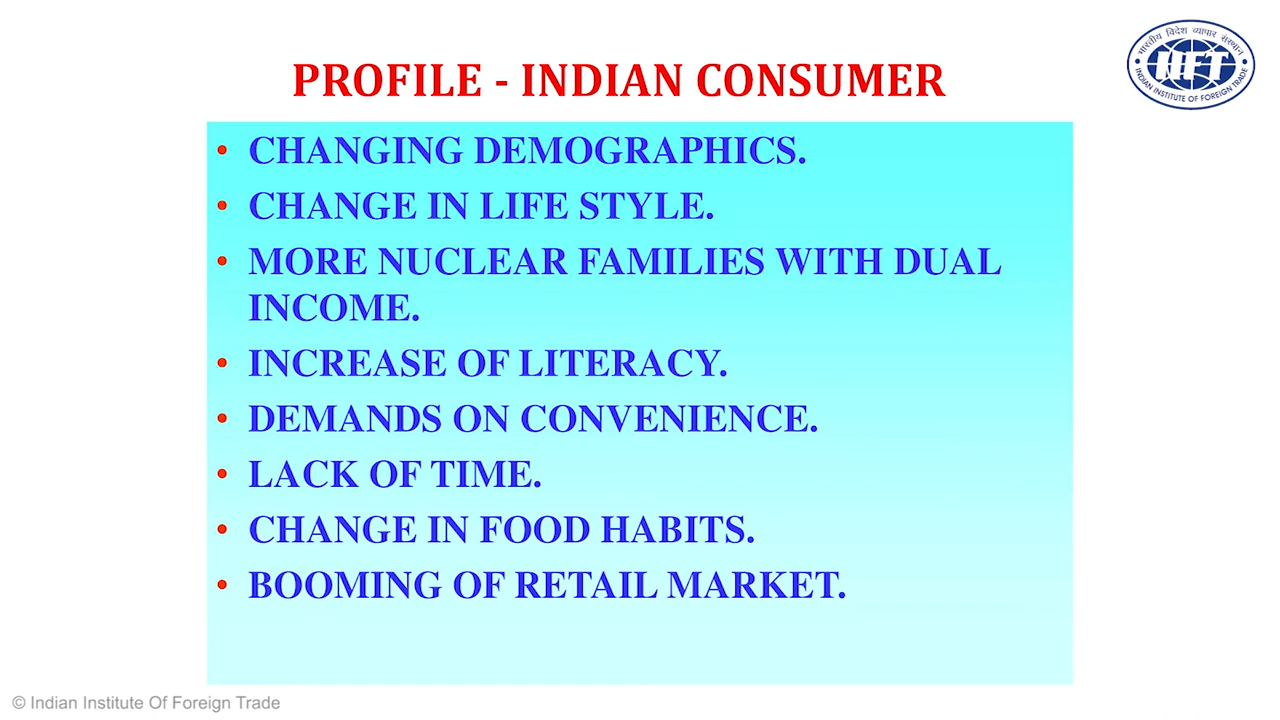 भारतीय विदेश व्यापार संस्थान
IIFT
INDIAN INSTITUTE OF FOREIGN TRADE
PROFILE - INDIAN CONSUMER
• CHANGING DEMOGRAPHICS.
• CHANGE IN LIFE STYLE.
• MORE NUCLEAR FAMILIES WITH DUAL
INCOME.
• INCREASE OF LITERACY.
• DEMANDS ON CONVENIENCE.
• LACK OF TIME.
• CHANGE IN FOOD HABITS.
• BOOMING OF RETAIL MARKET.
© Indian Institute Of Foreign Trade